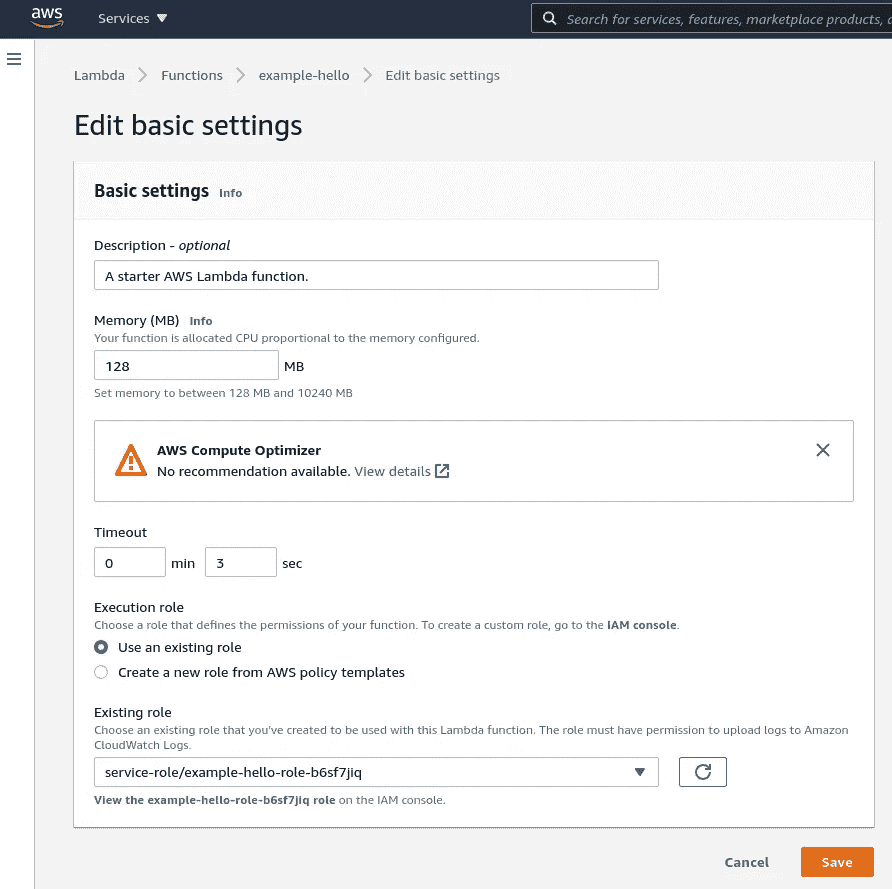 aws Services Search for services, features, marketplace products,
Lambda Functions example-hello Edit basic settings
Edit basic settings
Basic settings Info
Description - optional
A starter AWS Lambda function.
Memory (MB) Info
Your function is allocated CPU proportional to the memory configured.
128 MB
Set memory to between 128 MB and 10240 MB
AWS Compute Optimizer
No recommendation available. View details
Timeout
0 min 3 sec
Execution role
Choose a role that defines the permissions of your function. To create a custom role, go to the IAM console.
Use an existing role
Create a new role from AWS policy templates
Existing role
Choose an existing role that you've created to be used with this Lambda function. The role must have permission to upload logs to Amazon
CloudWatch Logs.
service-role/example-hello-role-b6sf7jiq
View the example-hello-role-b6sf7jiq role on the IAM console.
Cancel Save